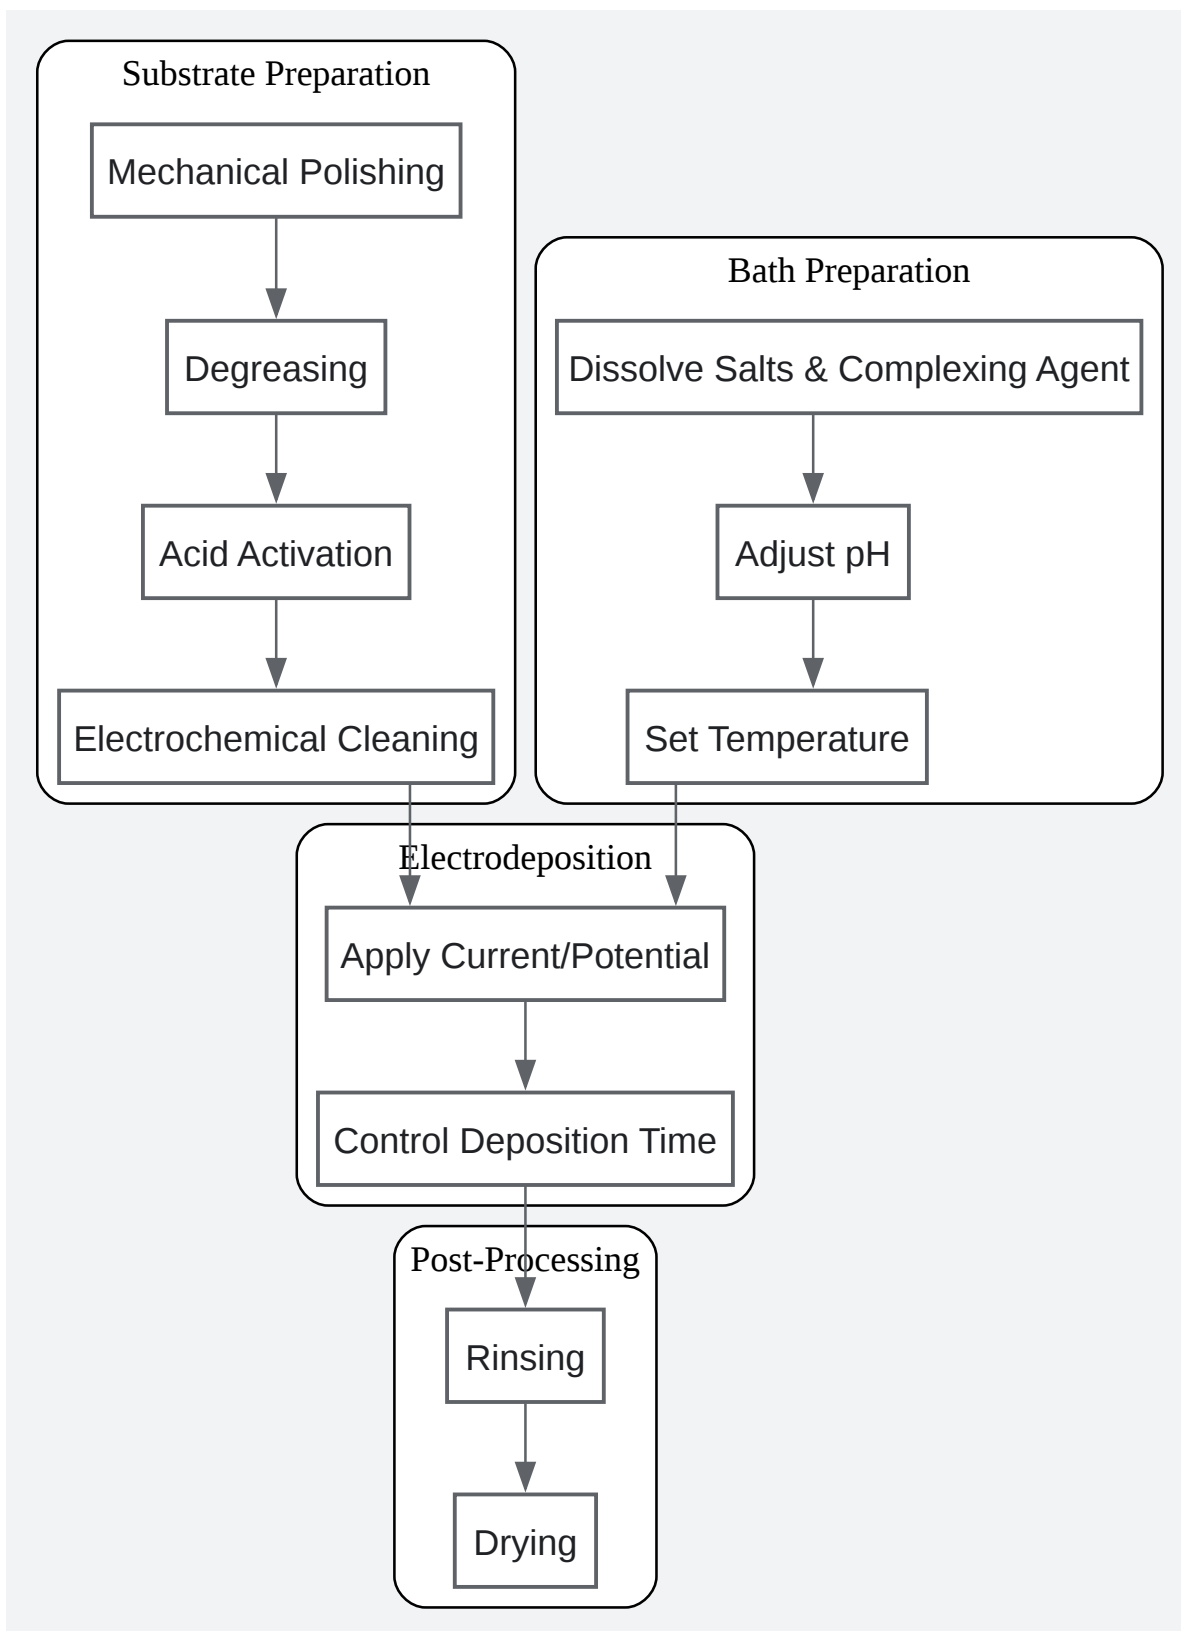 Substrate Preparation
Mechanical Polishing
Degreasing
Acid Activation
Electrochemical Cleaning
Bath Preparation
Dissolve Salts & Complexing Agent
Adjust pH
Set Temperature
Electrodeposition
Apply Current/Potential
Control Deposition Time
Post-Processing
Rinsing
Drying